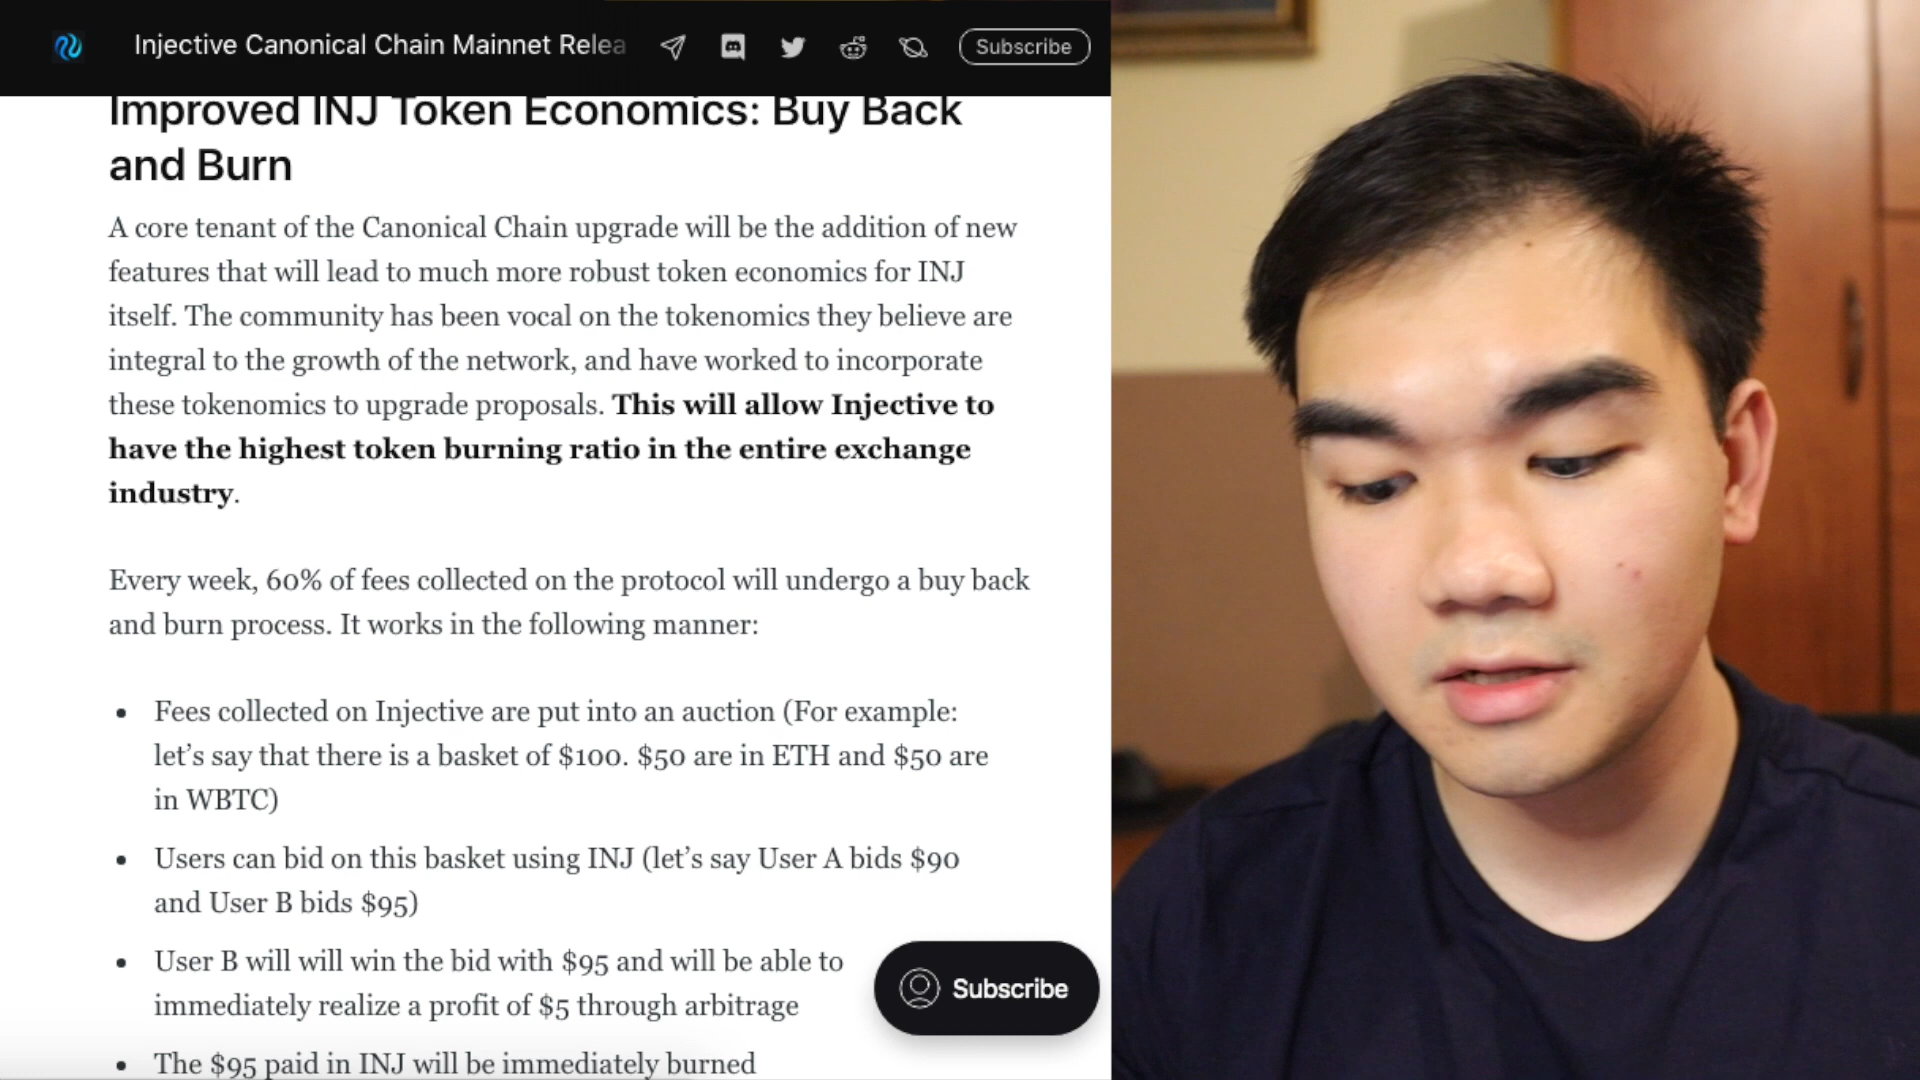 Injective Canonical Chain Mainnet Relea
Subscribe
Improved INJ Token Economics: Buy Back
and Burn
A core tenant of the Canonical Chain upgrade will be the addition of new
features that will lead to much more robust token economics for INJ
itself. The community has been vocal on the tokenomics they believe are
integral to the growth of the network, and have worked to incorporate
these tokenomics to upgrade proposals. This will allow Injective to
have the highest token burning ratio in the entire exchange
industry.
Every week, 60% of fees collected on the protocol will undergo a buy back
and burn process. It works in the following manner:
• Fees collected on Injective are put into an auction (For example:
let’s say that there is a basket of $100. $50 are in ETH and $50 are
in WBTC)
• Users can bid on this basket using INJ (let’s say User A bids $90
and User B bids $95)
• User B will will win the bid with $95 and will be able to
immediately realize a profit of $5 through arbitrage
• The $95 paid in INJ will be immediately burned
Subscribe